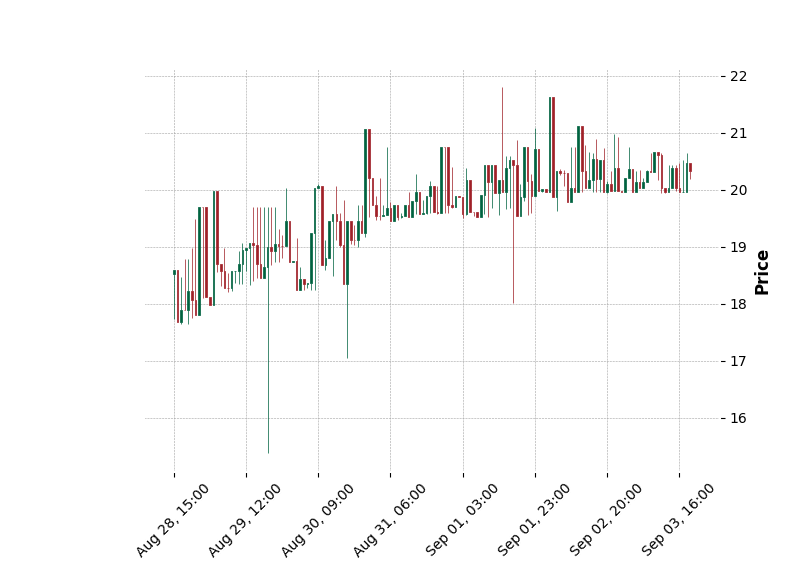 22
21
20
19
18
17
16
Price
Aug 28, 15:00
Aug 29, 12:00
Aug 30, 09:00
Aug 31, 06:00
Sep 01, 03:00
Sep 01, 23:00
Sep 02, 20:00
Sep 03, 16:00